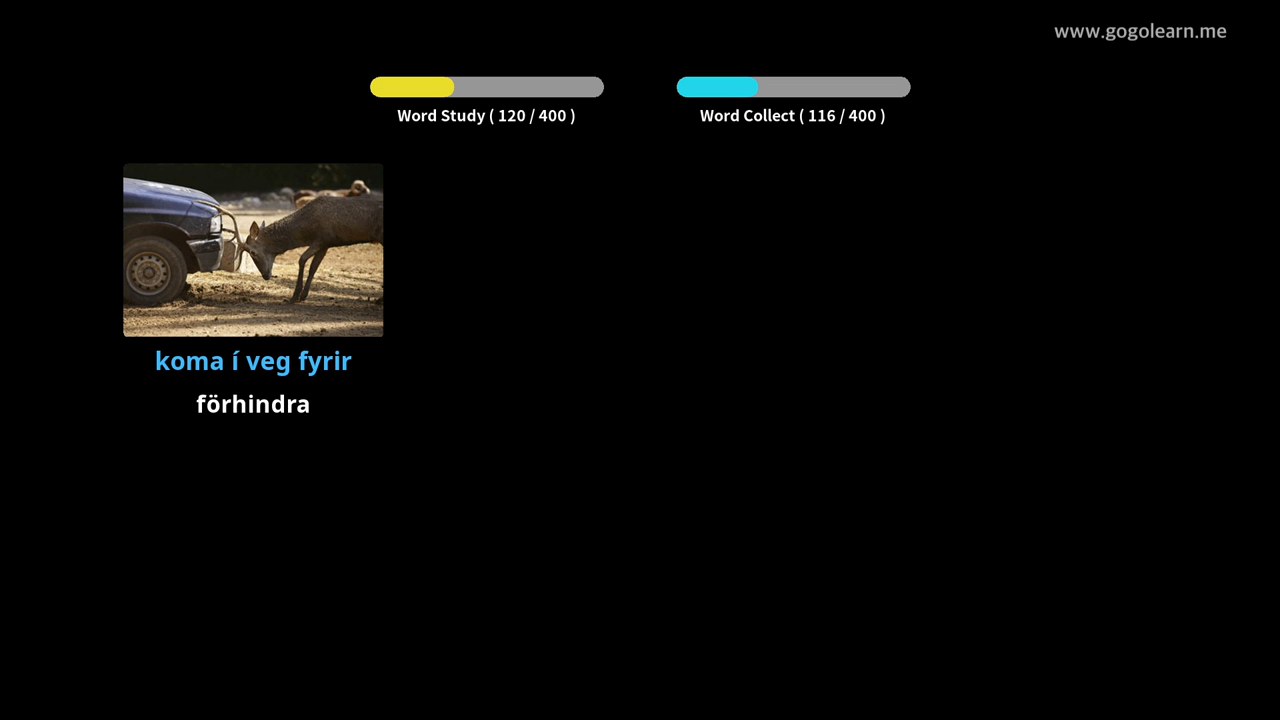 www.gogolearn.me
Word Study ( 120 / 400 )
Word Collect ( 116 / 400 )
koma í veg fyrir
förhindra